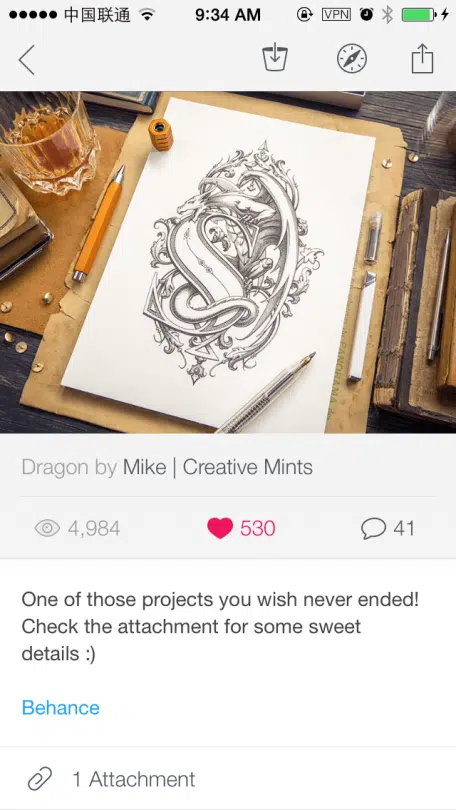 中国联通 9:34 AM VPN
Dragon by Mike | Creative Mints
4,984 530 41
One of those projects you wish never ended!
Check the attachment for some sweet
details :)
Behance
1 Attachment